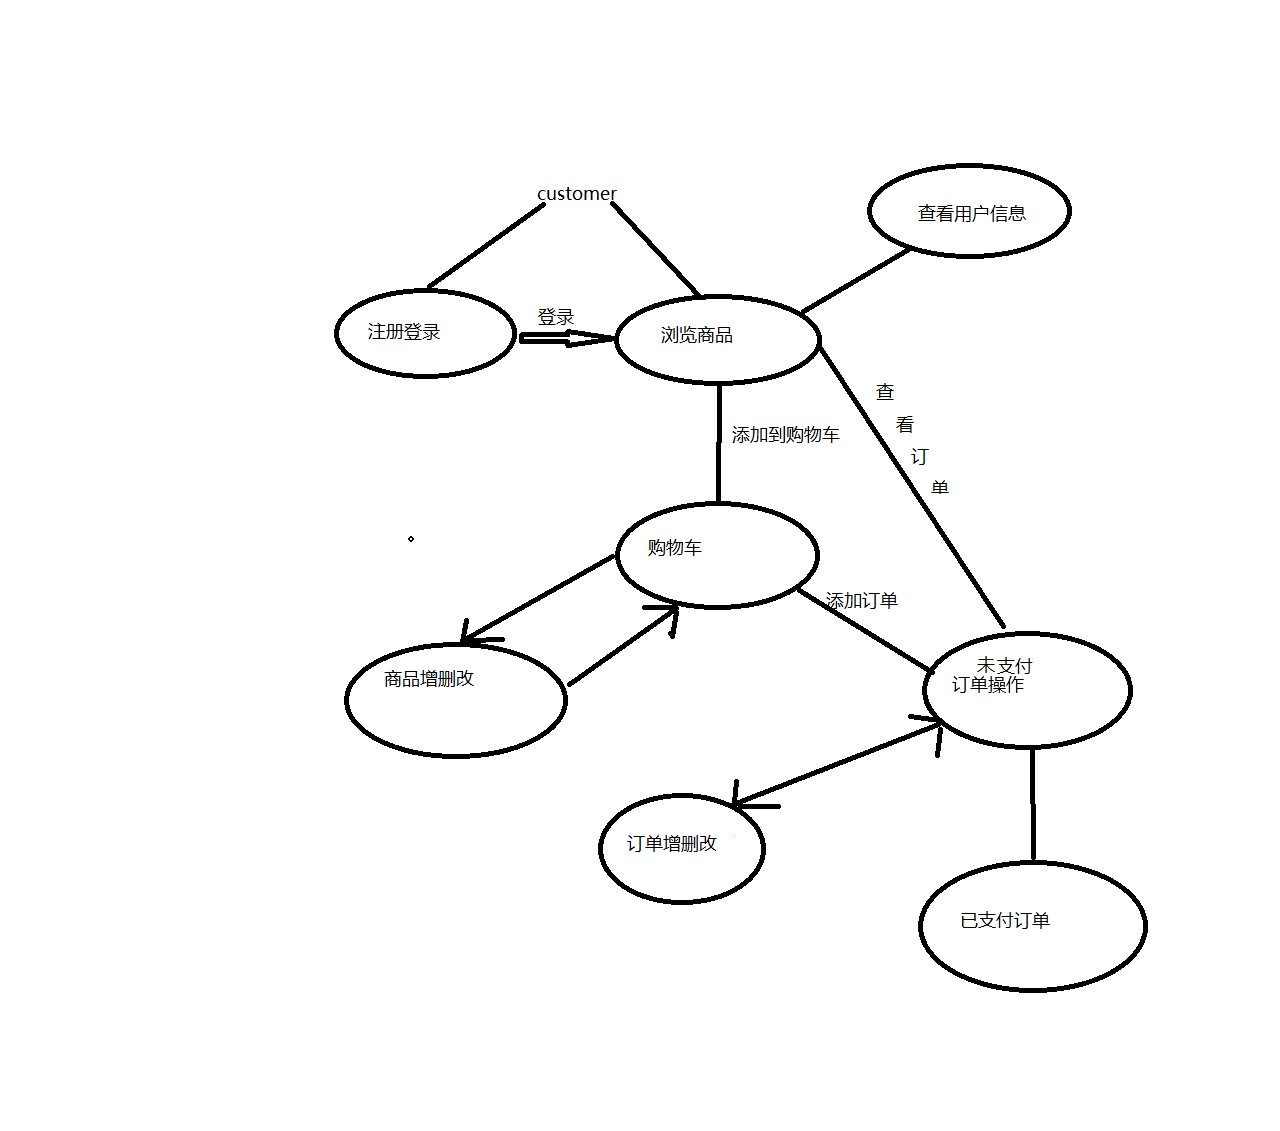 customer
查看用户信息
注册登录
登录
浏览商品
查
看
订
单
添加到购物车
购物车
添加订单
商品增删改
未支付
订单操作
订单增删改
已支付订单